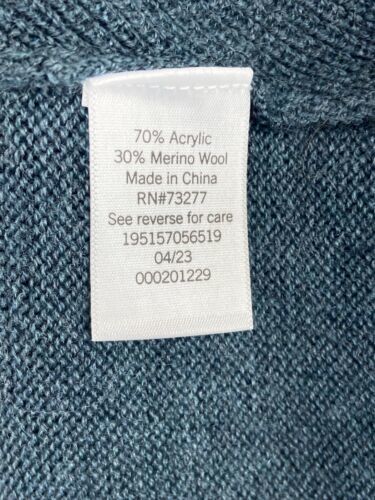 70% Acrylic
30% Merino Wool
Made in China
RN#73277
See reverse for care
195157056519
04/23
000201229